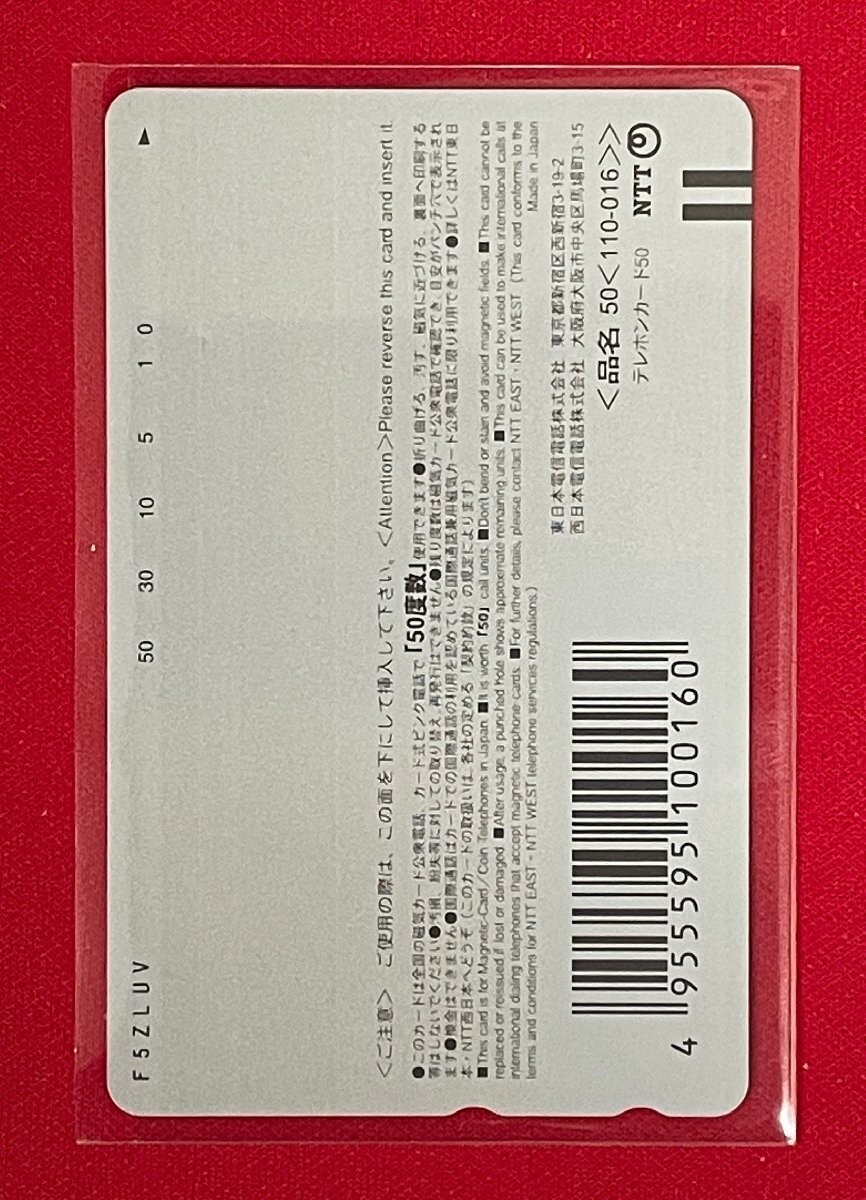 F5ZLUV 50 30 10 5 1 0
<ご注意> ご使用の際は、この面を下にして挿入して下さい。<Attention>Please reverse this card and insert it.
●このカードは全国の磁気カード公衆電話、カード式ピンク電話で「50度数」使用できます●折り曲げる、汚す、磁気に近づける、裏面へ印刷する
等はしないでください●汚損、紛失等に対しての取り替え、再発行はできません●残り度数は磁気カード公衆電話で確認でき、目安がパンチ穴で表示され
ます●換金はできません●国際通話はカードでの国際通話の利用を認めている国際通話兼用磁気カード公衆電話に限り利用できます●詳しくはNTT東日
本・NTT西日本へどうぞ（このカードの取扱いは、各社の定める「契約約款」の規定によります）
■This card is for Magnetic-Card/Coin Telephones in Japan. ■It is worth「50」call units. ■Don't bend or stain and avoid magnetic fields. ■This card cannot be
replaced or reissued if lost or damaged. ■After usage, a punched hole shows approximate remaining units. ■This card can be used to make international calls at
international dialing telephones that accept magnetic telephone cards. ■For further details, please contact NTT EAST・NTT WEST (This card conforms to the
terms and conditions for NTT EAST・NTT WEST telephone services regulations.)
Made in Japan
東日本電信電話株式会社 東京都新宿区西新宿3-19-2
西日本電信電話株式会社 大阪府大阪市中央区馬場町3-15
<品名 50<110-016>>
テレホンカード50 NTT
4 955595 100160